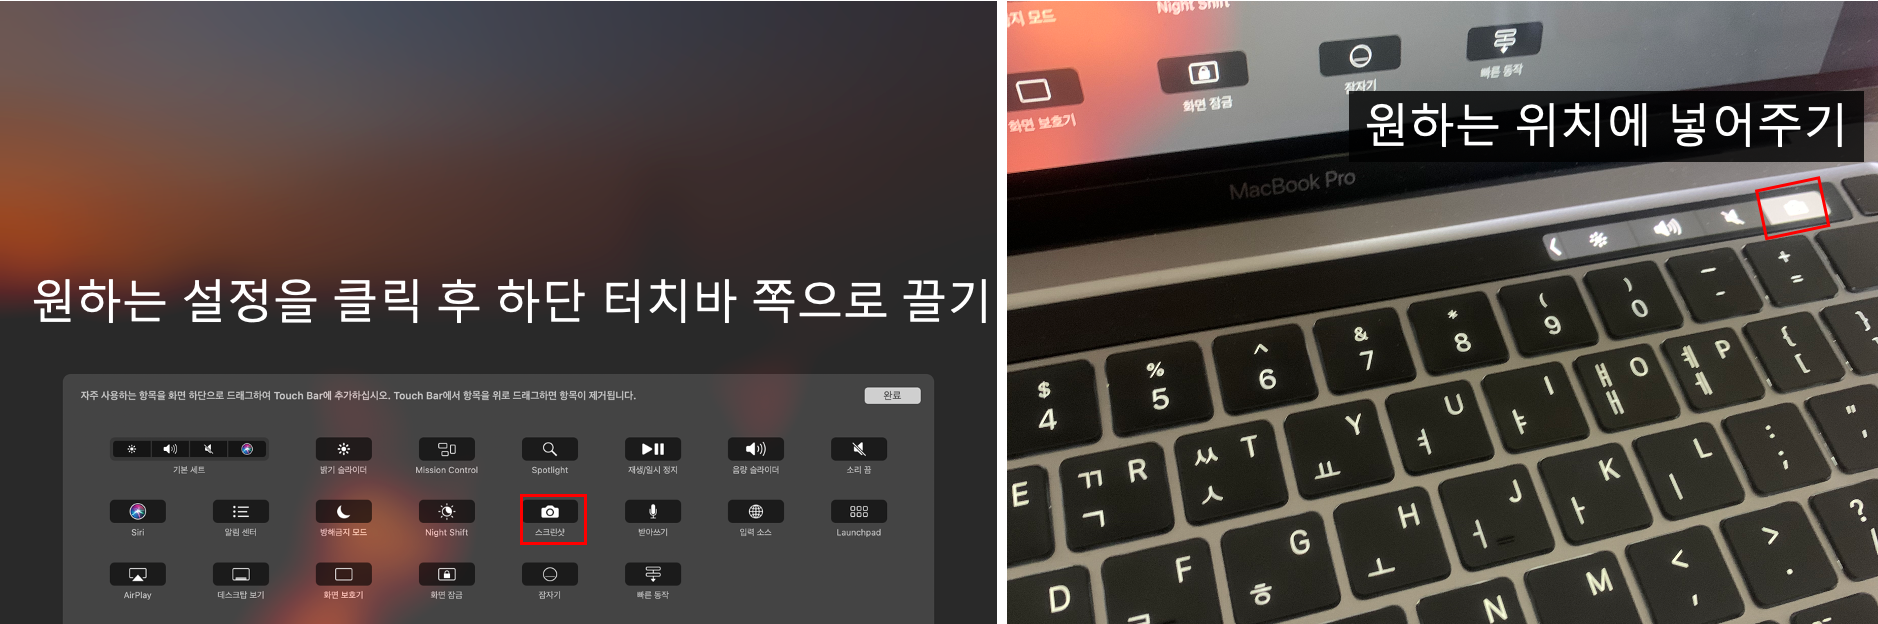 원하는 설정을 클릭 후 하단 터치바 쪽으로 끌기
자주 사용하는 항목을 화면 하단으로 드래그하여 Touch Bar에 추가하십시오. Touch Bar에서 항목을 위로 드래그하면 항목이 제거됩니다.
완료
기본 세트
밝기 슬라이더
Mission Control
Spotlight
재생/일시 정지
음량 슬라이더
소리 끔
Siri
알림 센터
방해금지 모드
Night Shift
스크린샷
받아쓰기
입력 소스
Launchpad
AirPlay
데스크탑 보기
화면 보호기
화면 잠금
잠자기
빠른 동작
지 모드
Night Shift
화면 보호기
화면 잠금
잠자기
빠른 동작
원하는 위치에 넣어주기
MacBook Pro
$ 4
% 5
^ 6
& 7
* 8
( 9
) 0
_ -
+ =
E
ㄲ R ㄱ
ㅆ T ㅅ
Y ㅛ
U ㅕ
I ㅑ
ㅒ O ㅐ
ㅖ P ㅔ
{ [
}
D
F ㄹ
G ㅎ
H ㅗ
J ㅓ
K ㅏ
L ㅣ
: ;
" '
N
M
< ,
> .
? /